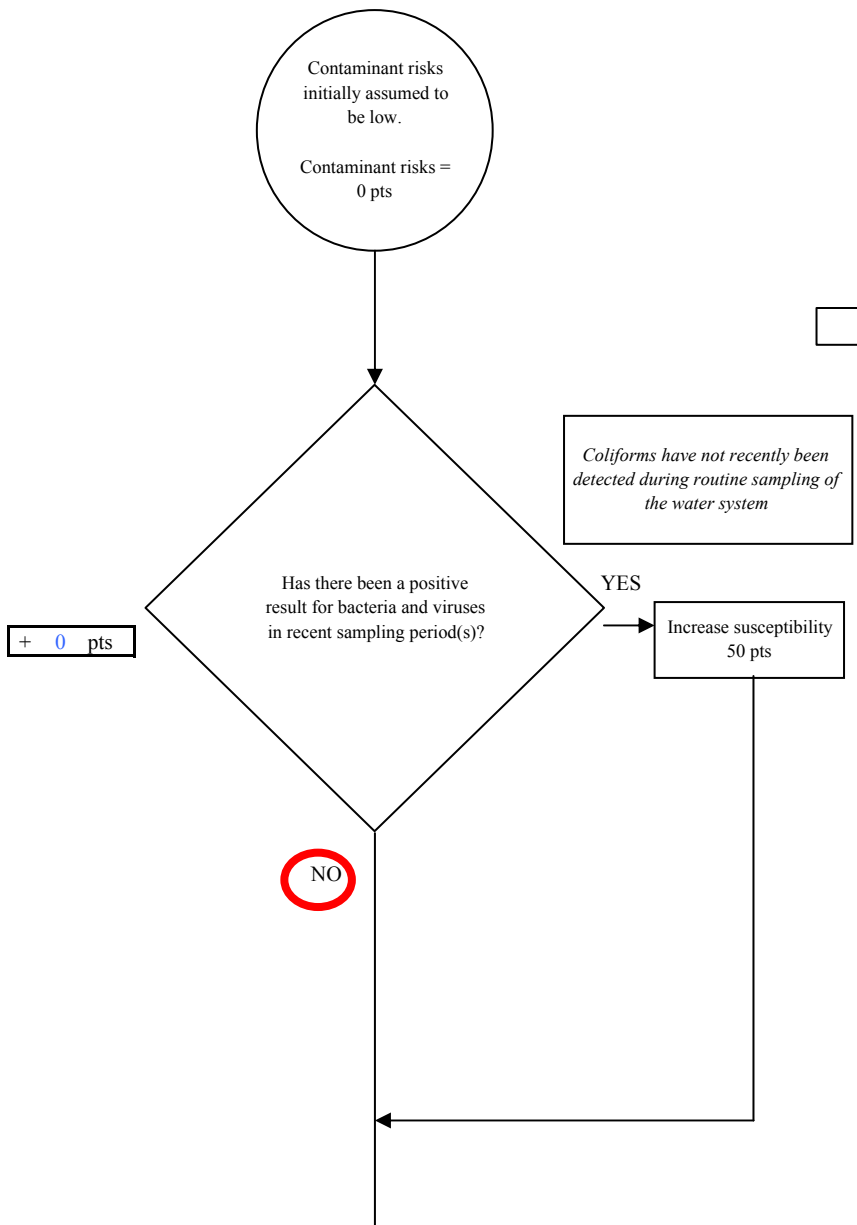 Contaminant risks
initially assumed to
be low.
Contaminant risks =
0 pts
Coliforms have not recently been
detected during routine sampling of
the water system
Has there been a positive
result for bacteria and viruses
in recent sampling period(s)?
YES
+ 0 pts
Increase susceptibility
50 pts
NO